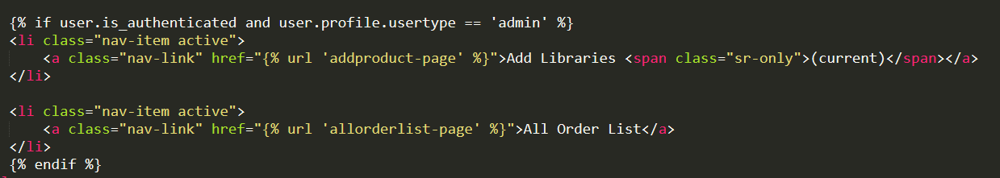 {% if user.is_authenticated and user.profile.usertype == 'admin' %}
<li class="nav-item active">
    <a class="nav-link" href="{% url 'addproduct-page' %}">Add Libraries <span class="sr-only">(current)</span></a>
</li>

<li class="nav-item active">
    <a class="nav-link" href="{% url 'allorderlist-page' %}">All Order List</a>
</li>
{% endif %}